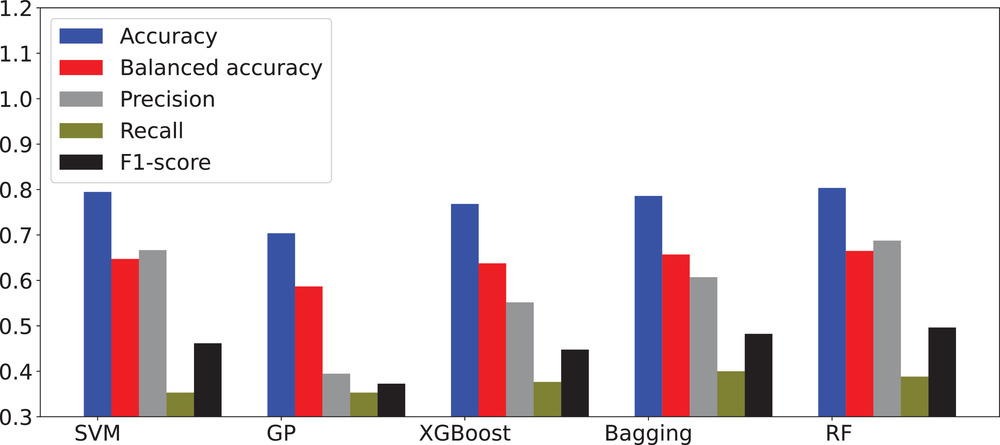 1.2
1.1
1.0
0.9
0.8
0.7
0.6
0.5
0.4
0.3
Accuracy
Balanced accuracy
Precision
Recall
F1-score
SVM GP XGBoost Bagging RF